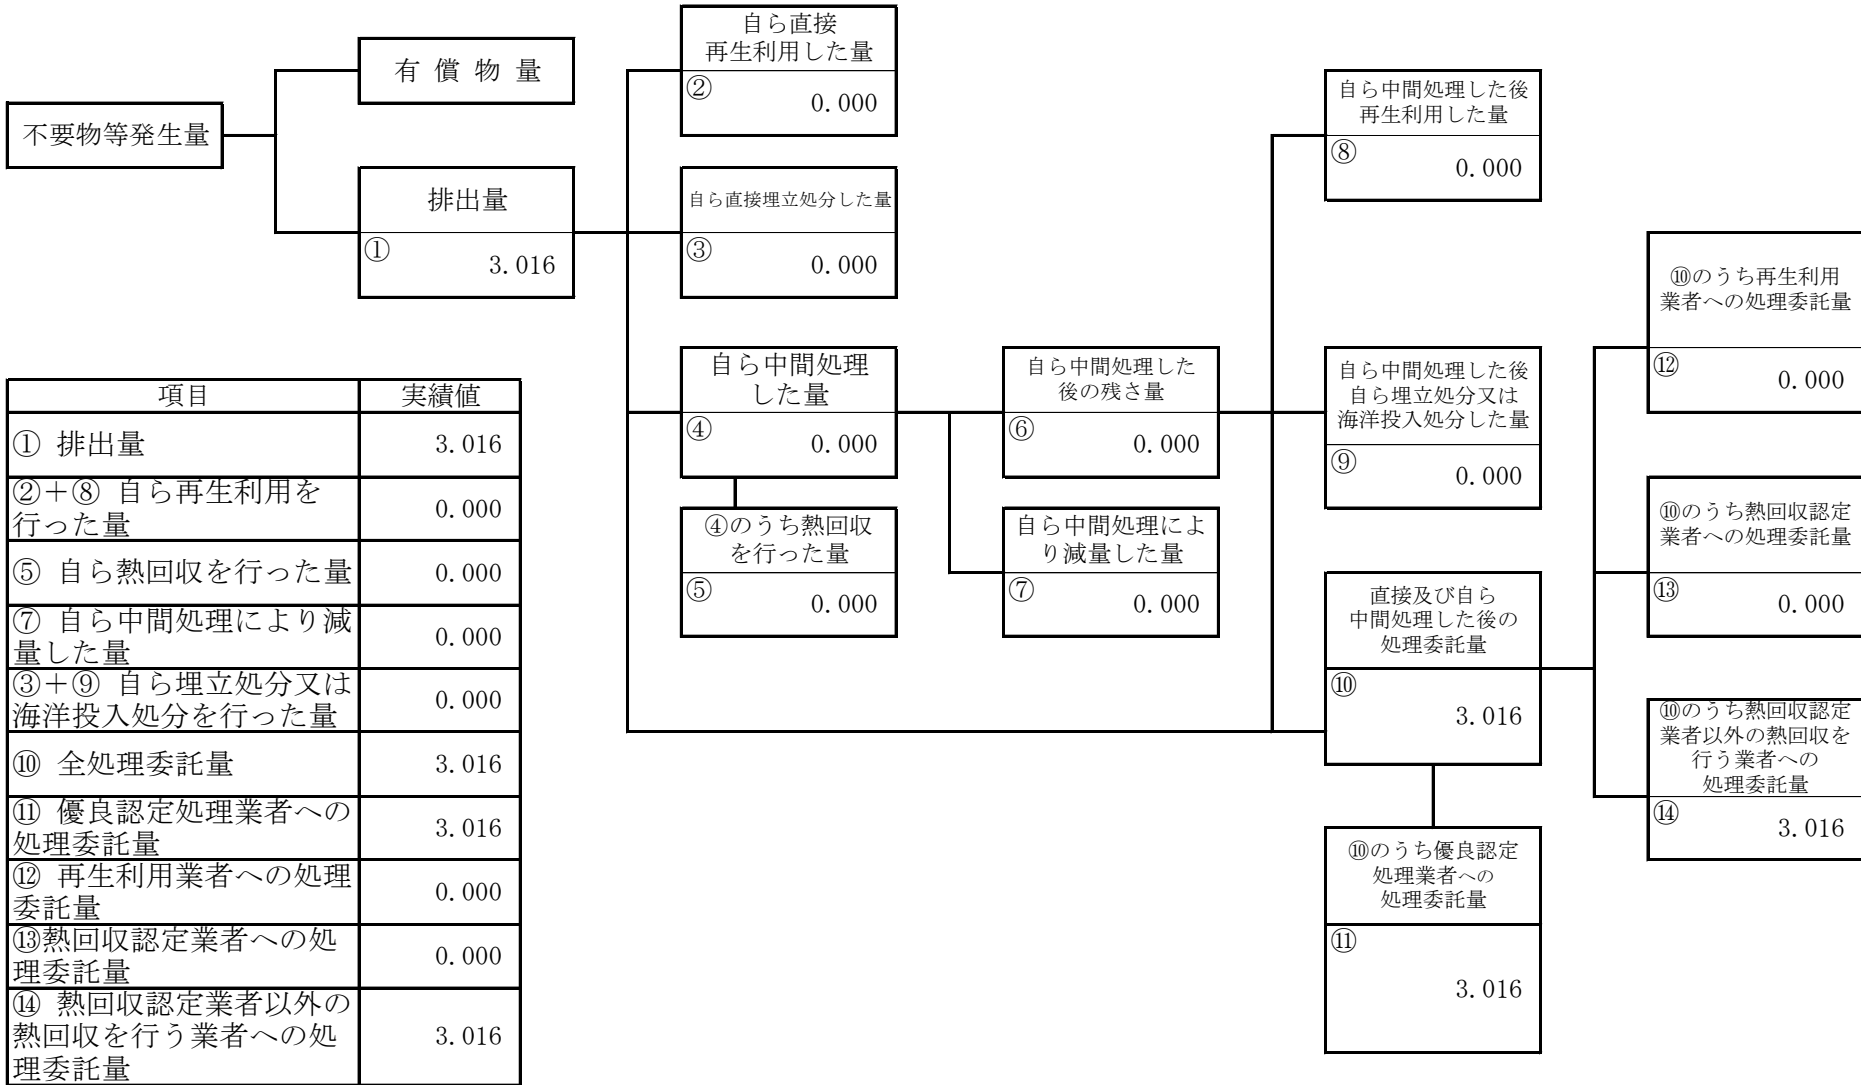 不要物等発生量
有 償 物 量
排出量
①
3.016
自ら直接
再生利用した量
②
0.000
自ら直接埋立処分した量
③
0.000
自ら中間処理
した量
④
0.000
④のうち熱回収
を行った量
⑤
0.000
自ら中間処理した
後の残さ量
⑥
0.000
自ら中間処理によ
り減量した量
⑦
0.000
自ら中間処理した後
再生利用した量
⑧
0.000
自ら中間処理した後
自ら埋立処分又は
海洋投入処分した量
⑨
0.000
直接及び自ら
中間処理した後の
処理委託量
⑩
3.016
⑩のうち優良認定
処理業者への
処理委託量
⑪
3.016
⑩のうち再生利用
業者への処理委託量
⑫
0.000
⑩のうち熱回収認定
業者への処理委託量
⑬
0.000
⑩のうち熱回収認定
業者以外の熱回収を
行う業者への
処理委託量
⑭
3.016
項目 実績値
① 排出量 3.016
②＋⑧ 自ら再生利用を
行った量 0.000
⑤ 自ら熱回収を行った量 0.000
⑦ 自ら中間処理により減
量した量 0.000
③＋⑨ 自ら埋立処分又は
海洋投入処分を行った量 0.000
⑩ 全処理委託量 3.016
⑪ 優良認定処理業者への
処理委託量 3.016
⑫ 再生利用業者への処理
委託量 0.000
⑬熱回収認定業者への処
理委託量 0.000
⑭ 熱回収認定業者以外の
熱回収を行う業者への処 3.016
理委託量